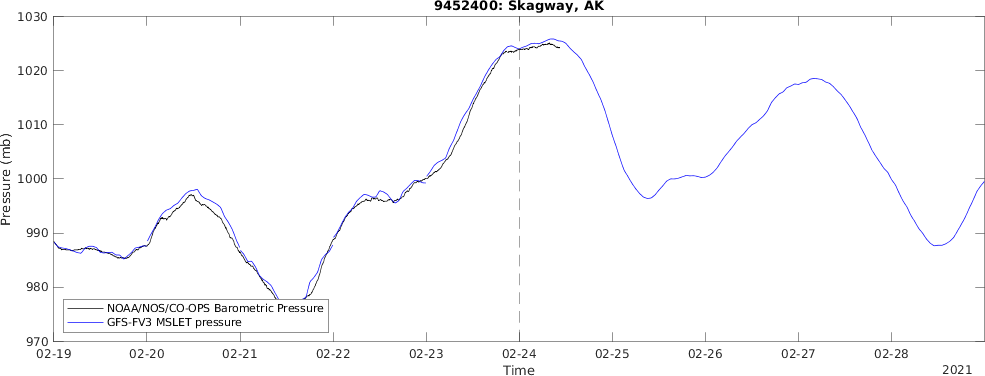 9452400: Skagway, AK
1030
1020
1010
1000
990
980
970
Pressure (mb)
NOAA/NOS/CO-OPS Barometric Pressure
GFS-FV3 MSLET pressure
02-19 02-20 02-21 02-22 02-23 02-24 02-25 02-26 02-27 02-28
Time
2021